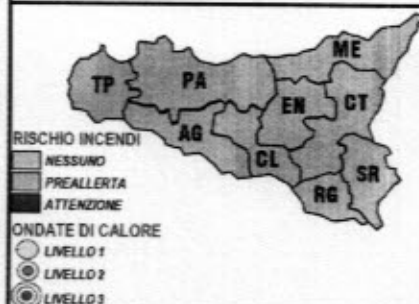 ME
TP
PA
EN
CT
AG
CL
SR
RG
RISCHIO INCENDI
NESSUNO
PREALLERTA
ATTENZIONE
ONDATE DI CALORE
LIVELLO 1
LIVELLO 2
LIVELLO 3